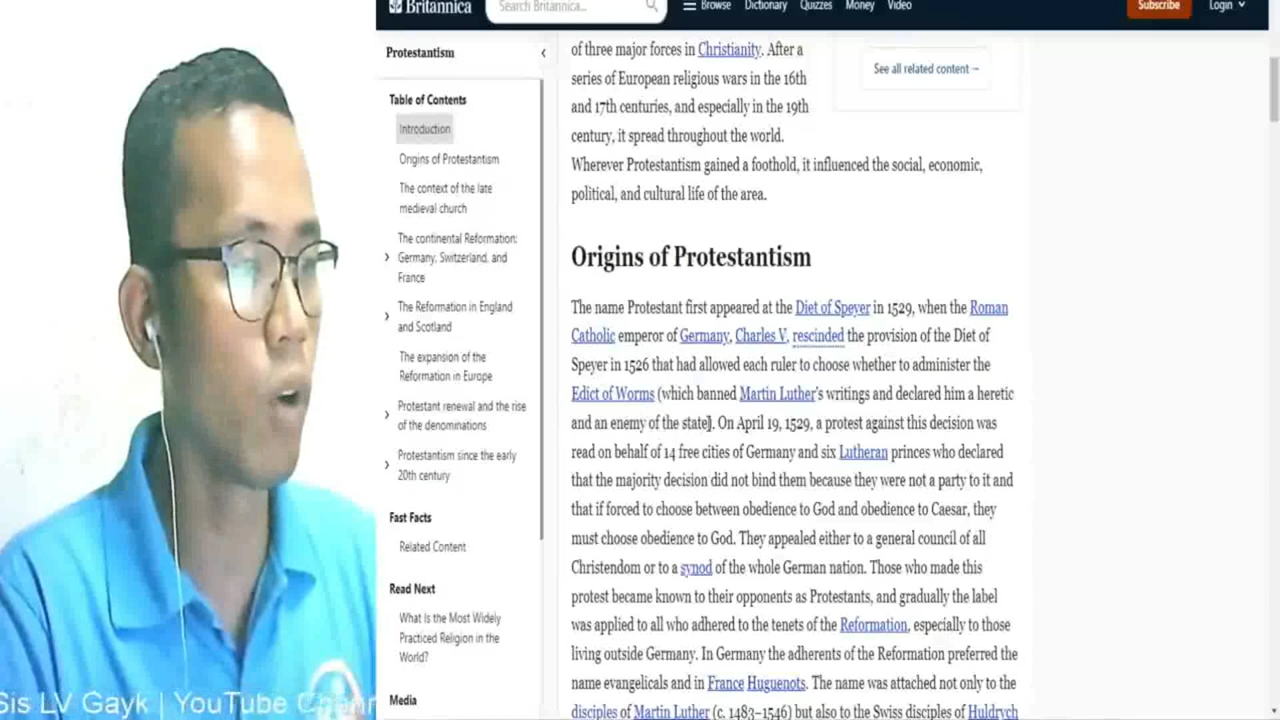 Britannica
Search Britannica...
Browse
Dictionary
Quizzes
Money
Video
Subscribe
Login
Protestantism
Table of Contents
Introduction
Origins of Protestantism
The context of the late
medieval church
The continental Reformation:
Germany, Switzerland, and
France
The Reformation in England
and Scotland
The expansion of the
Reformation in Europe
Protestant renewal and the rise
of the denominations
Protestantism since the early
20th century
Fast Facts
Related Content
Read Next
What Is the Most Widely
Practiced Religion in the
World?
Media
of three major forces in Christianity. After a
series of European religious wars in the 16th
and 17th centuries, and especially in the 19th
century, it spread throughout the world.
Wherever Protestantism gained a foothold, it influenced the social, economic,
political, and cultural life of the area.
See all related content →
Origins of Protestantism
The name Protestant first appeared at the Diet of Speyer in 1529, when the Roman
Catholic emperor of Germany, Charles V, rescinded the provision of the Diet of
Speyer in 1526 that had allowed each ruler to choose whether to administer the
Edict of Worms (which banned Martin Luther's writings and declared him a heretic
and an enemy of the state). On April 19, 1529, a protest against this decision was
read on behalf of 14 free cities of Germany and six Lutheran princes who declared
that the majority decision did not bind them because they were not a party to it and
that if forced to choose between obedience to God and obedience to Caesar, they
must choose obedience to God. They appealed either to a general council of all
Christendom or to a synod of the whole German nation. Those who made this
protest became known to their opponents as Protestants, and gradually the label
was applied to all who adhered to the tenets of the Reformation, especially to those
living outside Germany. In Germany the adherents of the Reformation preferred the
name evangelicals and in France Huguenots. The name was attached not only to the
disciples of Martin Luther (c. 1483–1546) but also to the Swiss disciples of Huldrych
Sis LV Gayk | YouTube Chann